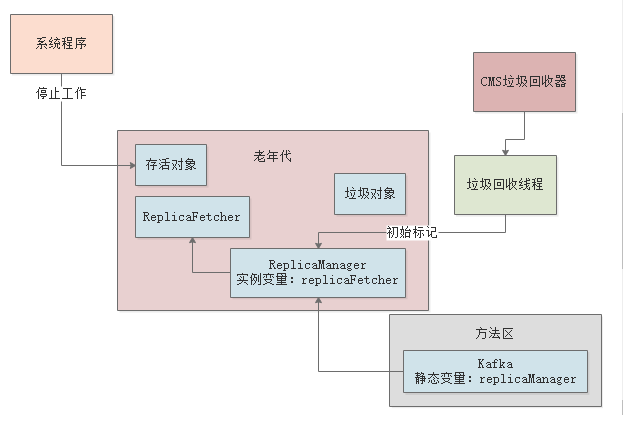 系统程序
停止工作
CMS垃圾回收器
老年代
存活对象
垃圾对象
垃圾回收线程
ReplicaFetcher
初始标记
ReplicaManager
实例变量：replicaFetcher
方法区
Kafka
静态变量：replicaManager